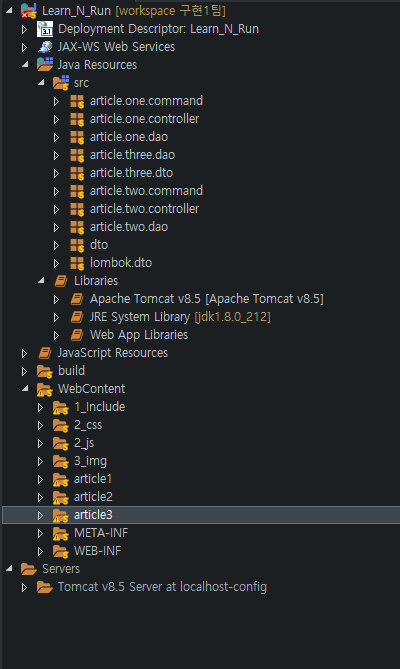 Learn_N_Run [workspace 구현1팀]
3.1 Deployment Descriptor: Learn_N_Run
JAX-WS Web Services
Java Resources
src
article.one.command
article.one.controller
article.one.dao
article.three.dao
article.three.dto
article.two.command
article.two.controller
article.two.dao
dto
lombok.dto
Libraries
Apache Tomcat v8.5 [Apache Tomcat v8.5]
JRE System Library [jdk1.8.0_212]
Web App Libraries
JavaScript Resources
build
WebContent
1_Include
2_css
2_js
3_img
article1
article2
article3
META-INF
WEB-INF
Servers
Tomcat v8.5 Server at localhost-config